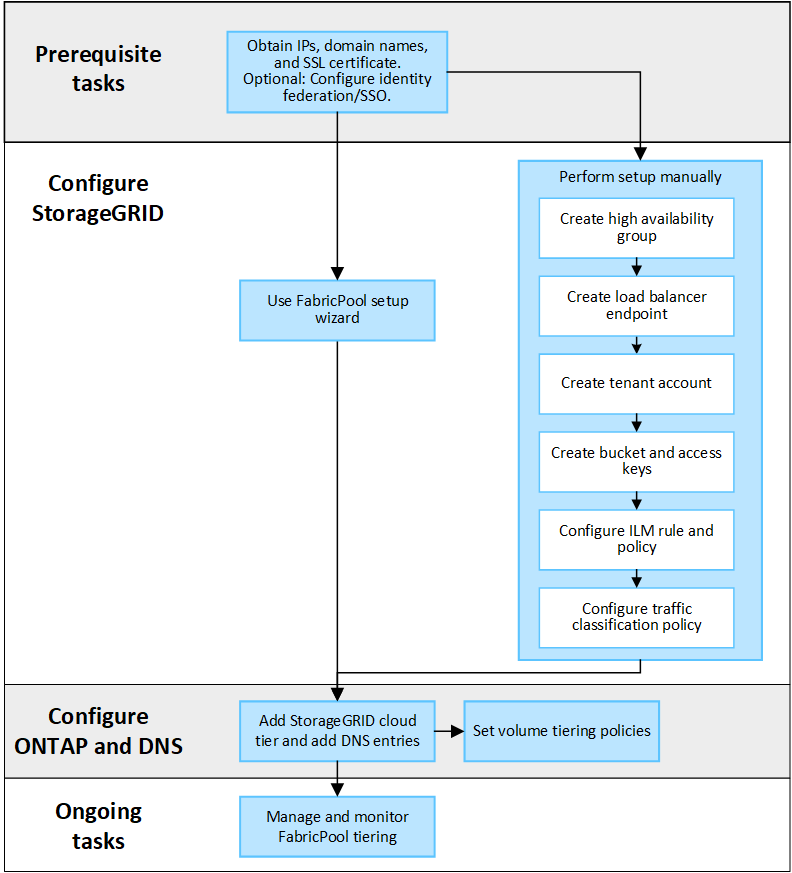 Prerequisite
tasks
Obtain IPs, domain names,
and SSL certificate.
Optional: Configure identity
federation/SSO.
Configure
StorageGRID
Use FabricPool setup
wizard
Perform setup manually
Create high availability
group
Create load balancer
endpoint
Create tenant account
Create bucket and access
keys
Configure ILM rule and
policy
Configure traffic
classification policy
Configure
ONTAP and DNS
Add StorageGRID cloud
tier and add DNS entries
Set volume tiering policies
Ongoing
tasks
Manage and monitor
FabricPool tiering